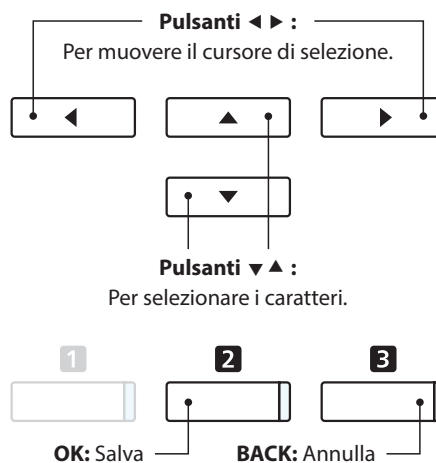 Pulsanti ◀ ▶ :
Per muovere il cursore di selezione.
Pulsanti ▼ ▲ :
Per selezionare i caratteri.
1 2 3
OK: Salva BACK: Annulla